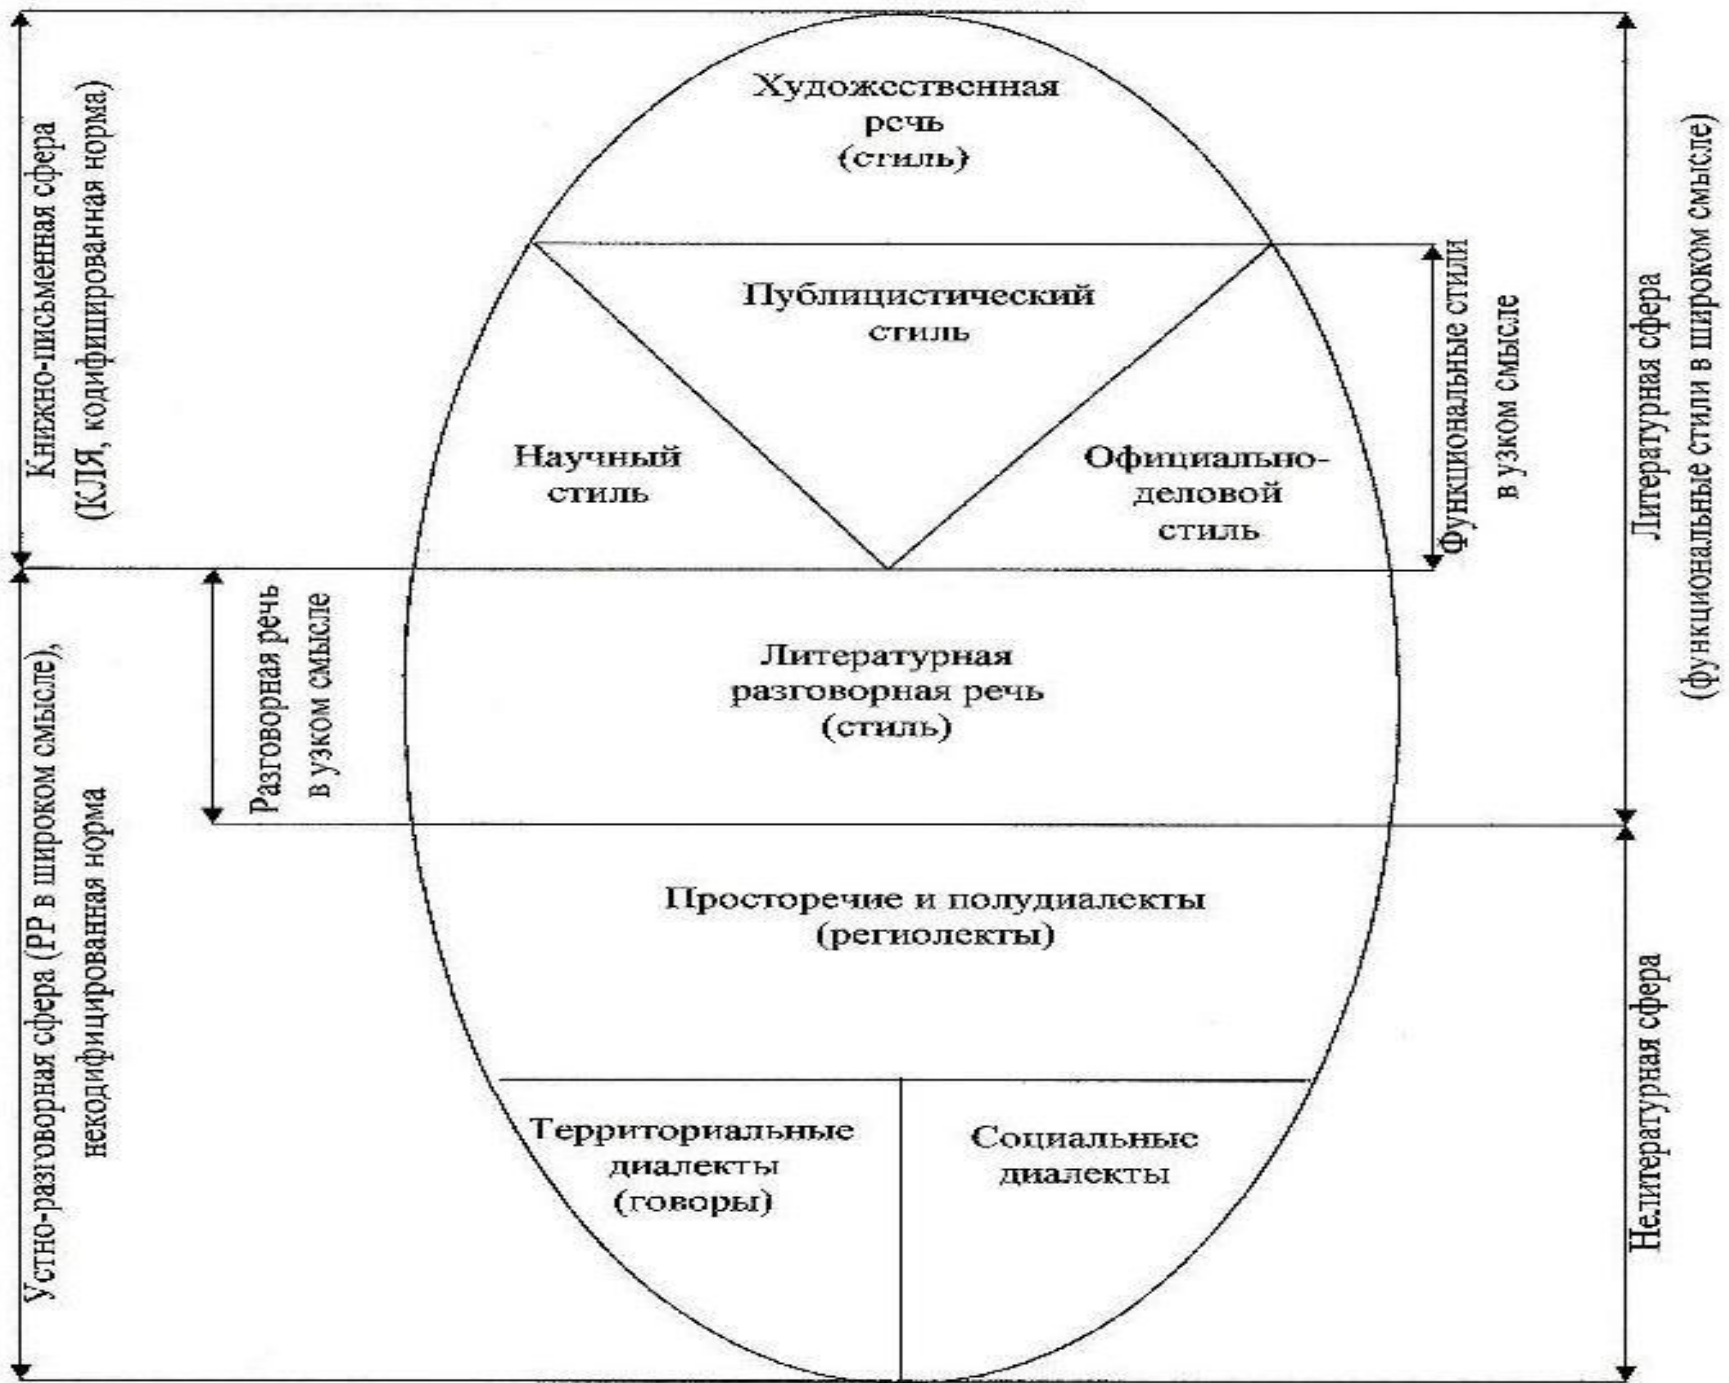 Художественная
речь
(стиль)
Публицистический
стиль
Научный
стиль
Официально-
деловой
стиль
Литературная
разговорная речь
(стиль)
Просторечие и полудиалекты
(региолекты)
Территориальные
диалекты
(говоры)
Социальные
диалекты
Книжно-письменная сфера
(КЛЯ, кодифицированная норма)
Устно-разговорная сфера (РР в широком смысле),
некодифицированная норма
Разговорная речь
в узком смысле
Функциональные стили
в узком смысле
Литературная сфера
(функциональные стили в широком смысле)
Нелитературная сфера